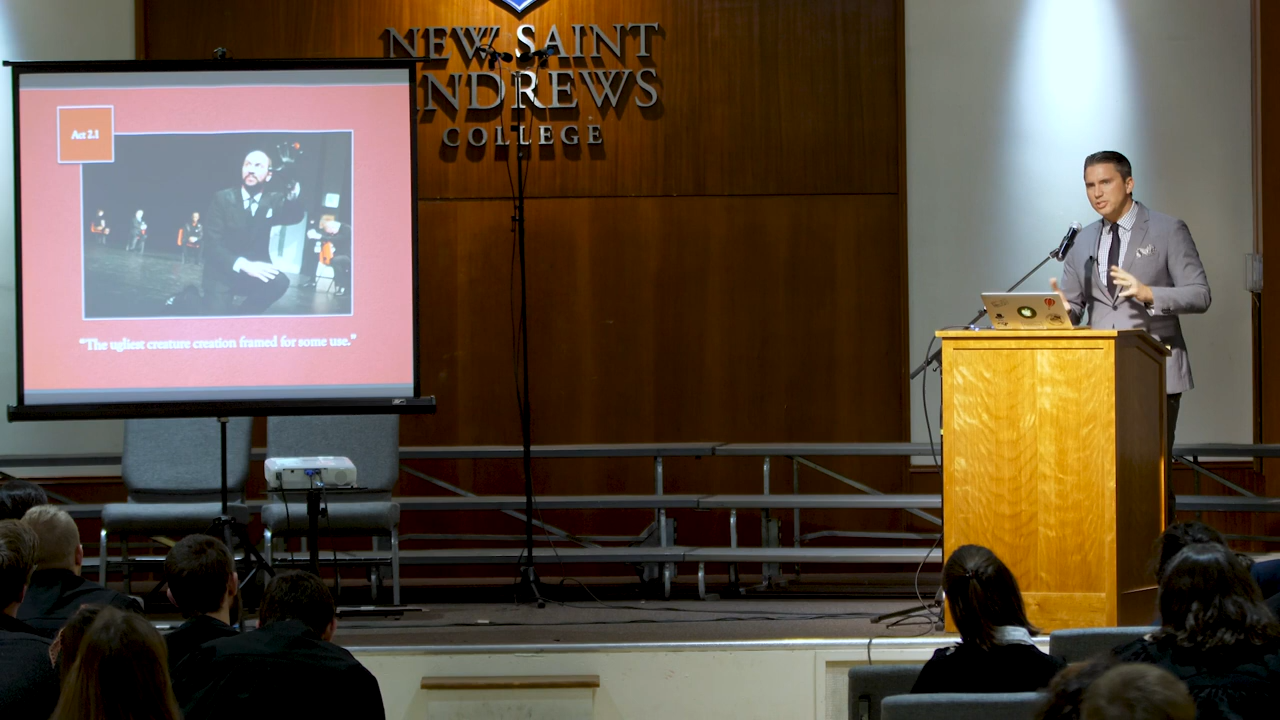 NEW SAINT
ANDREWS
COLLEGE
Act 2.1
"The ugliest creature creation framed for some use."